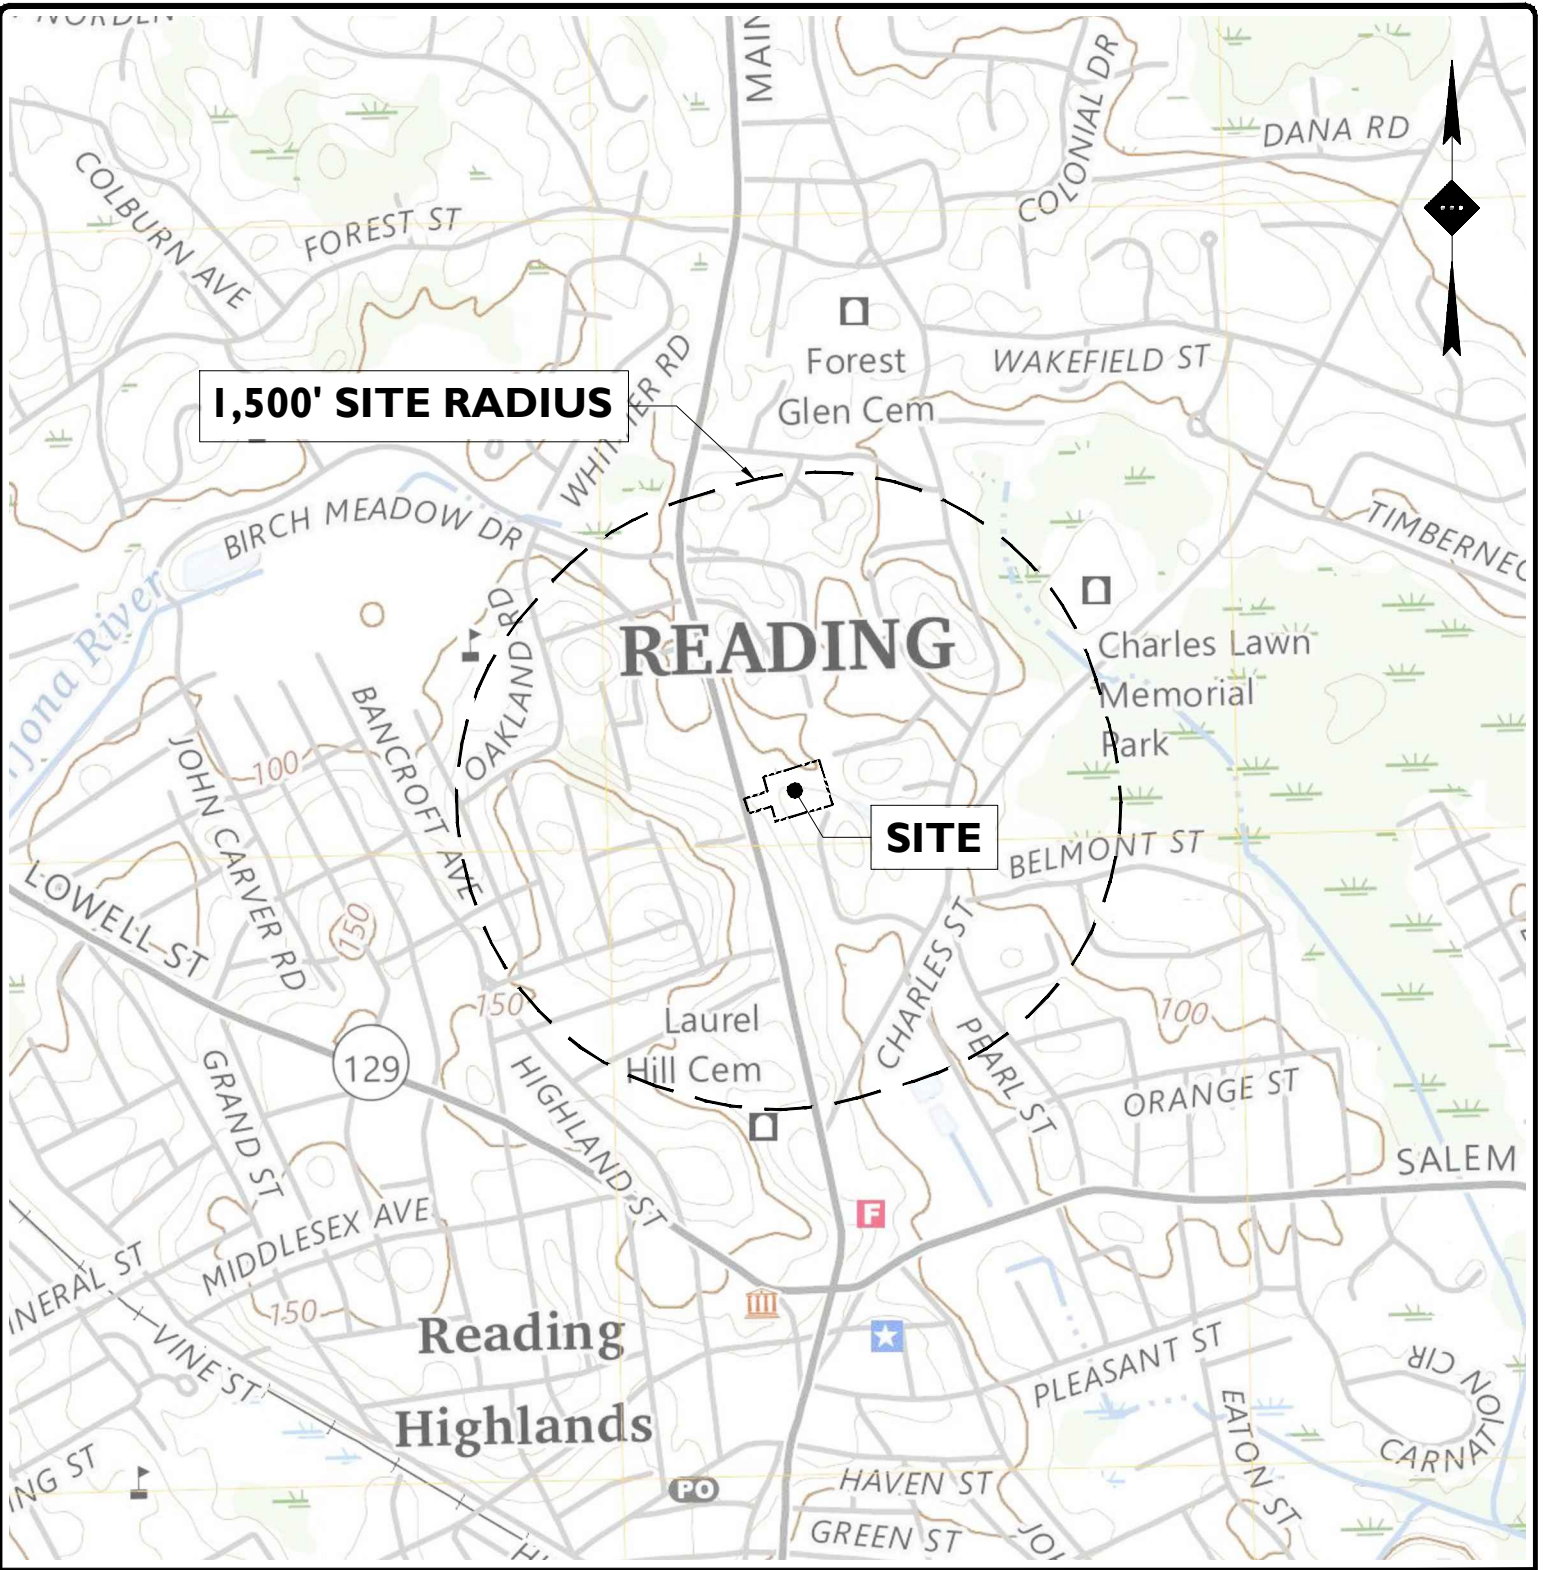 MAIN
COLONIAL DR
DANA RD
COLBURN AVE
FOREST ST
Forest
Glen Cem
WAKEFIELD ST
1,500' SITE RADIUS
BIRCH MEADOW DR
READING
OAKLAND RD
Charles Lawn
Memorial
Park
BANCROFT AVE
JOHN CARVER RD
100
SITE
BELMONT ST
LOWELL ST
150
CHARLES ST
150
Laurel
Hill Cem
100
PEARL ST
129
GRAND ST
HIGHLAND ST
ORANGE ST
SALEM
MIDDLESEX AVE
F
150
VINE ST
Reading
Highlands
PLEASANT ST
EATON ST
CARNATION CIR
PO
HAVEN ST
GREEN ST